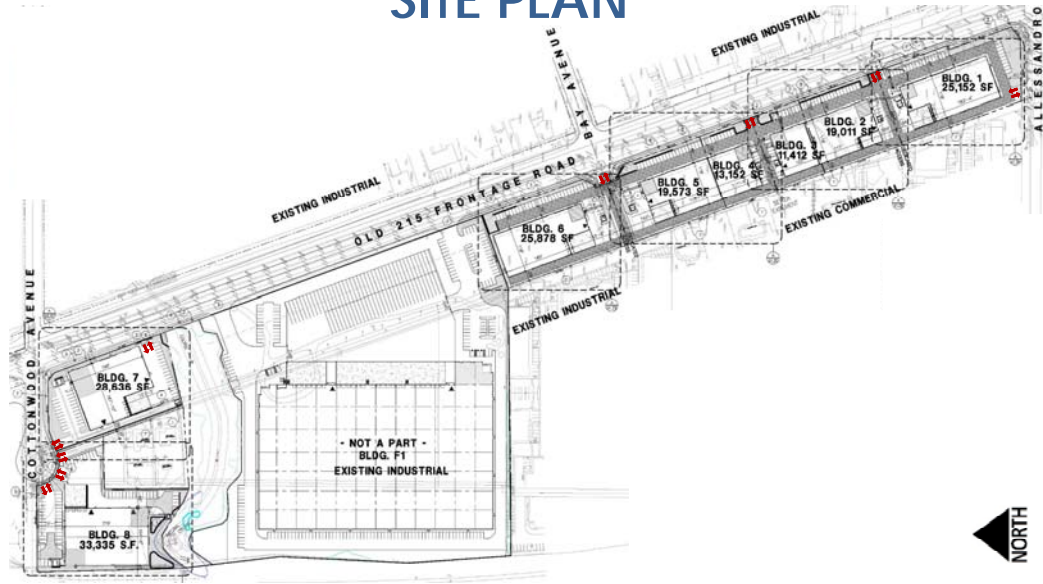 SITE PLAN
EXISTING INDUSTRIAL
ALLESSANDRO
BAY AVENUE
BLDG. 1
25,152 SF
BLDG. 2
19,011 SF
BLDG. 3
11,412 SF
BLDG. 4
13,152 SF
BLDG. 5
19,573 SF
BLDG. 6
25,878 SF
EXISTING COMMERCIAL
EXISTING INDUSTRIAL
OLD 215 FRONTAGE ROAD
EXISTING INDUSTRIAL
COTTONWOOD AVENUE
BLDG. 7
28,636 SF
- NOT A PART -
BLDG. F1
EXISTING INDUSTRIAL
BLDG. 8
33,335 S.F.
NORTH